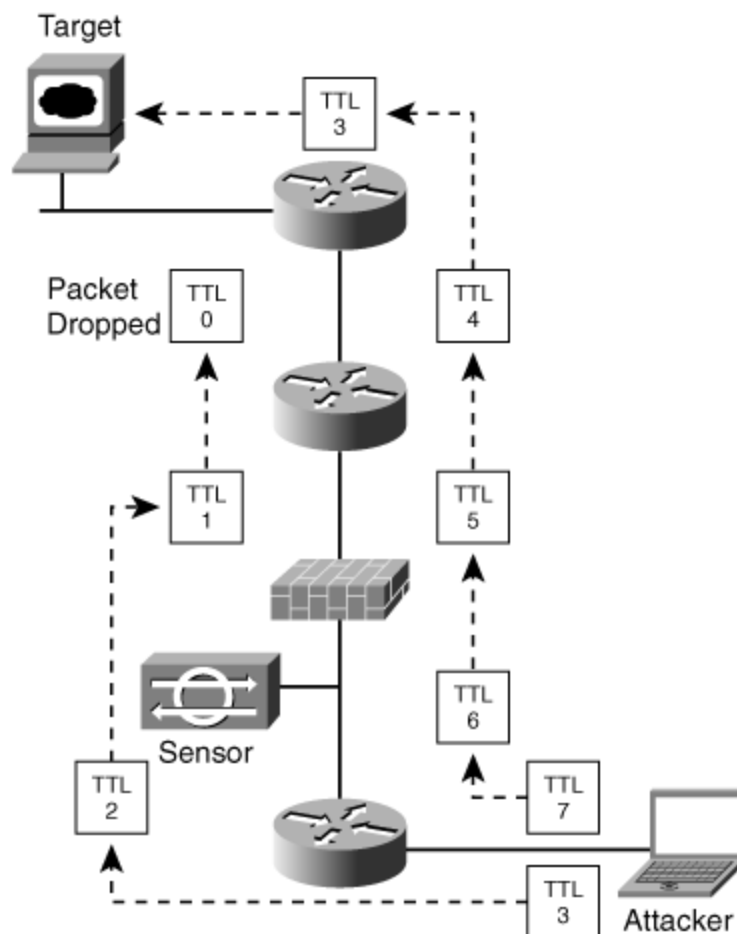 Target
TTL
3
Packet
Dropped
TTL
0
TTL
4
TTL
1
TTL
5
Sensor
TTL
6
TTL
2
TTL
7
TTL
3
Attacker